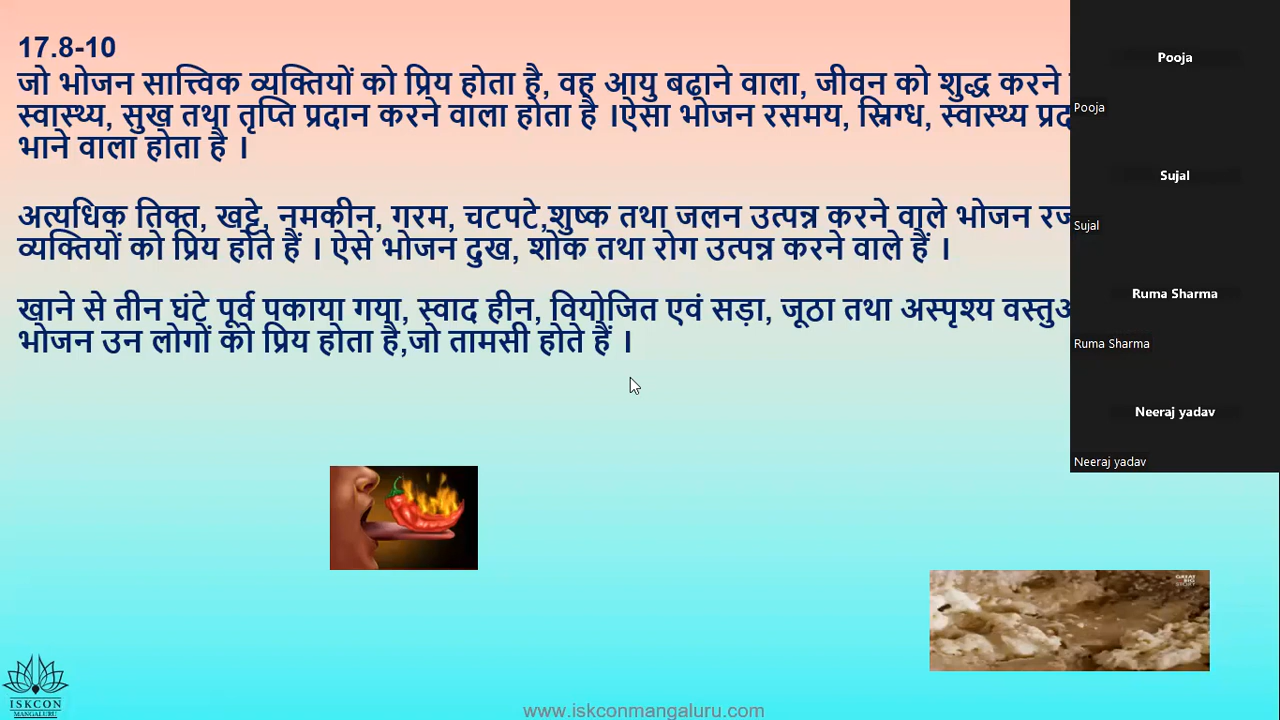 17.8-10
जो भोजन सात्त्विक व्यक्तियों को प्रिय होता है, वह आयु बढ़ाने वाला, जीवन को शुद्ध करने
स्वास्थ्य, सुख तथा तृप्ति प्रदान करने वाला होता है ।ऐसा भोजन रसमय, स्निग्ध, स्वास्थ्य
भाने वाला होता है ।
अत्यधिक तिक्त, खट्टे, नमकीन, गरम, चटपटे,शुष्क तथा जलन उत्पन्न करने वाले भोजन
व्यक्तियों को प्रिय होते हैं । ऐसे भोजन दुख, शोक तथा रोग उत्पन्न करने वाले हैं ।
खाने से तीन घंटे पूर्व पकाया गया, स्वाद हीन, वियोजित एवं सड़ा, जूठा तथा अस्पृश्य
भोजन उन लोगों को प्रिय होता है,जो तामसी होते हैं ।
Pooja
Pooja
Sujal
Sujal
Ruma Sharma
Ruma Sharma
Neeraj yadav
Neeraj yadav
GREAT
BIG
STORY
ISKCON
MANGALURU
www.iskconmangaluru.com